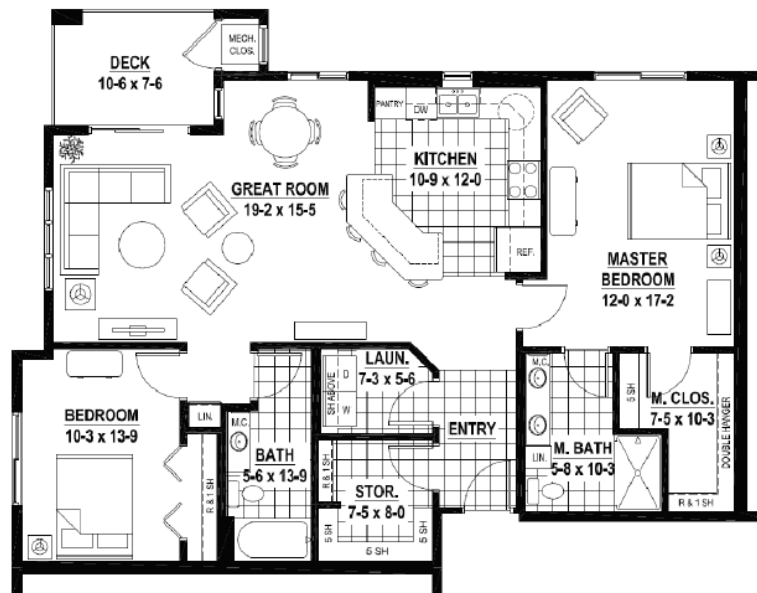 MECH.
CLOS.
DECK
10-6 x 7-6
PANTRY
DW
KITCHEN
10-9 x 12-0
GREAT ROOM
19-2 x 15-5
REF.
MASTER
BEDROOM
12-0 x 17-2
LAUN.
7-3 x 5-6
SH ABOVE
D
W
M.C.
5 SH
M. CLOS.
7-5 x 10-3
DOUBLE HANGER
BEDROOM
10-3 x 13-9
LIN.
M.C.
BATH
5-6 x 13-9
ENTRY
M. BATH
5-8 x 10-3
LIN.
R & 1 SH
R & 1 SH
STOR.
7-5 x 8-0
5 SH
5 SH
5 SH
R & 1 SH